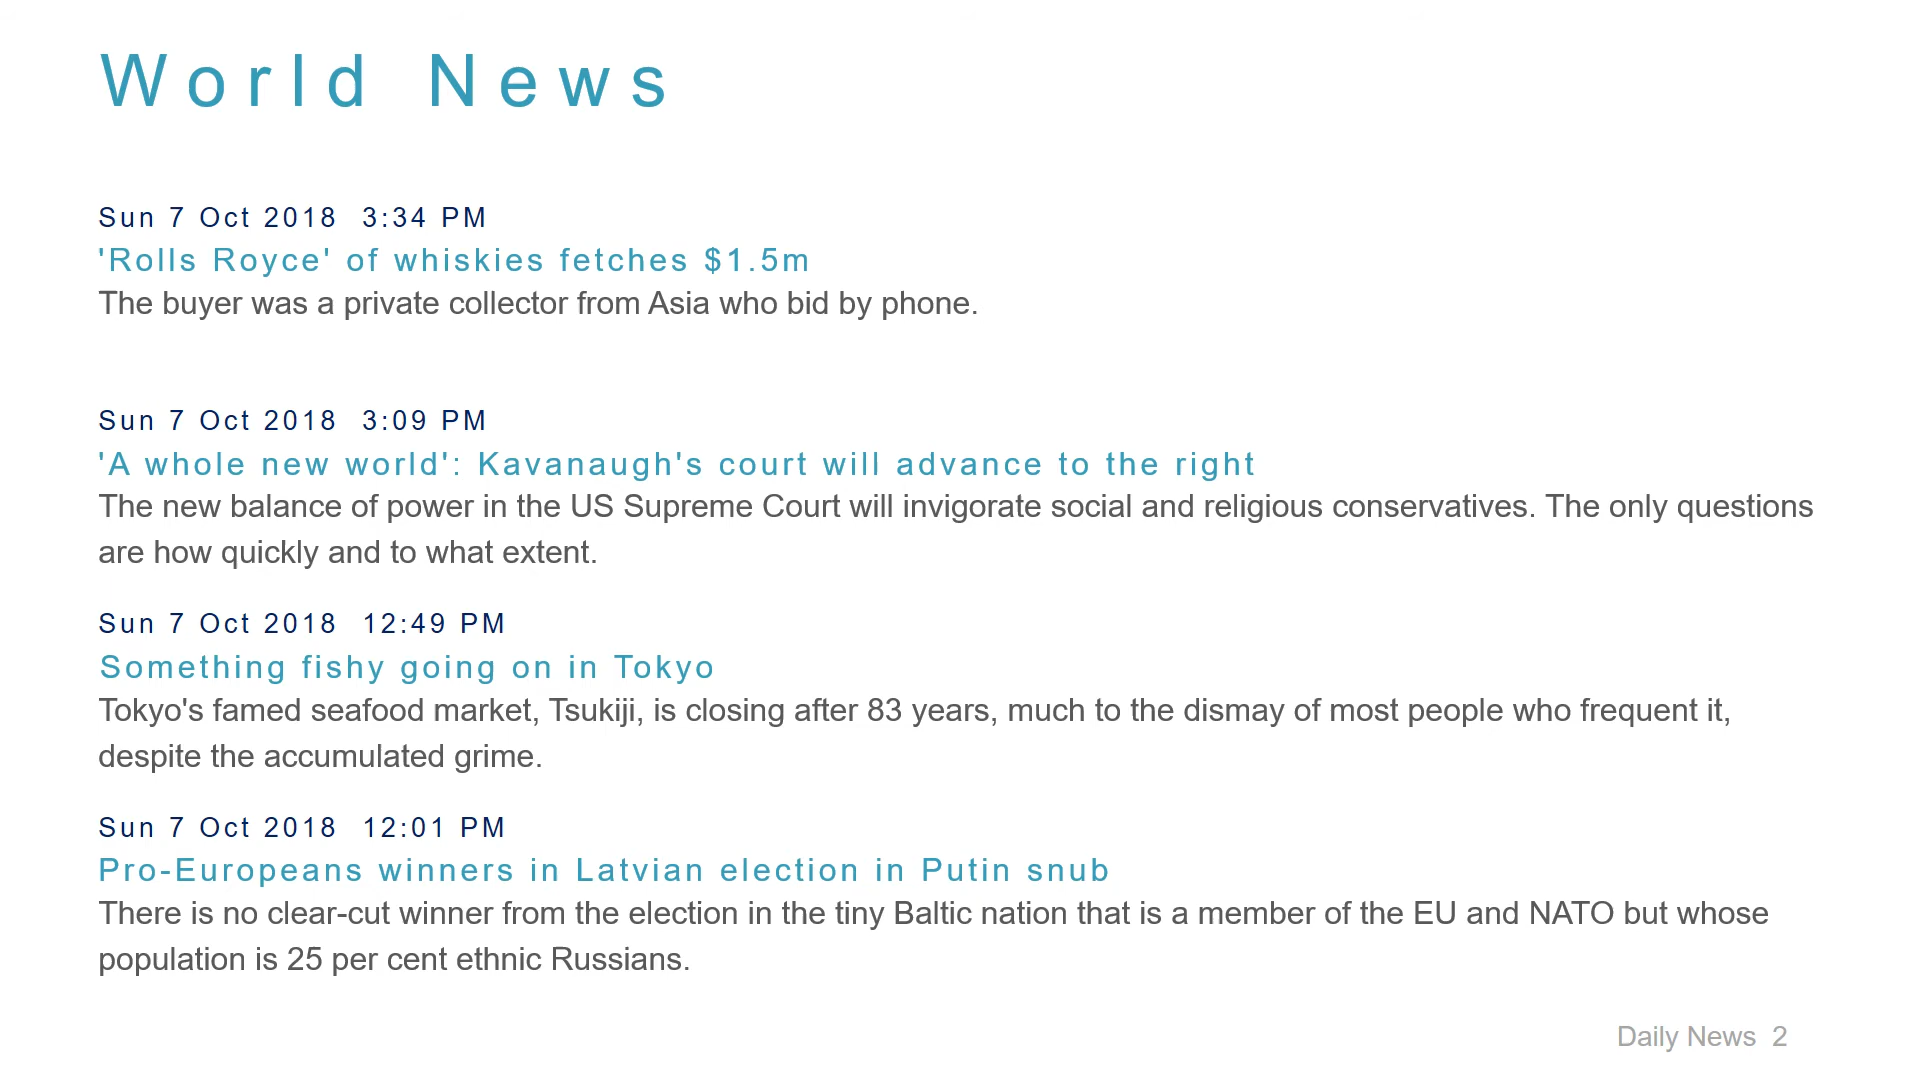 World News
Sun 7 Oct 2018  3:34 PM
'Rolls Royce' of whiskies fetches $1.5m
The buyer was a private collector from Asia who bid by phone.
Sun 7 Oct 2018  3:09 PM
'A whole new world': Kavanaugh's court will advance to the right
The new balance of power in the US Supreme Court will invigorate social and religious conservatives. The only questions
are how quickly and to what extent.
Sun 7 Oct 2018  12:49 PM
Something fishy going on in Tokyo
Tokyo's famed seafood market, Tsukiji, is closing after 83 years, much to the dismay of most people who frequent it,
despite the accumulated grime.
Sun 7 Oct 2018  12:01 PM
Pro-Europeans winners in Latvian election in Putin snub
There is no clear-cut winner from the election in the tiny Baltic nation that is a member of the EU and NATO but whose
population is 25 per cent ethnic Russians.
Daily News  2